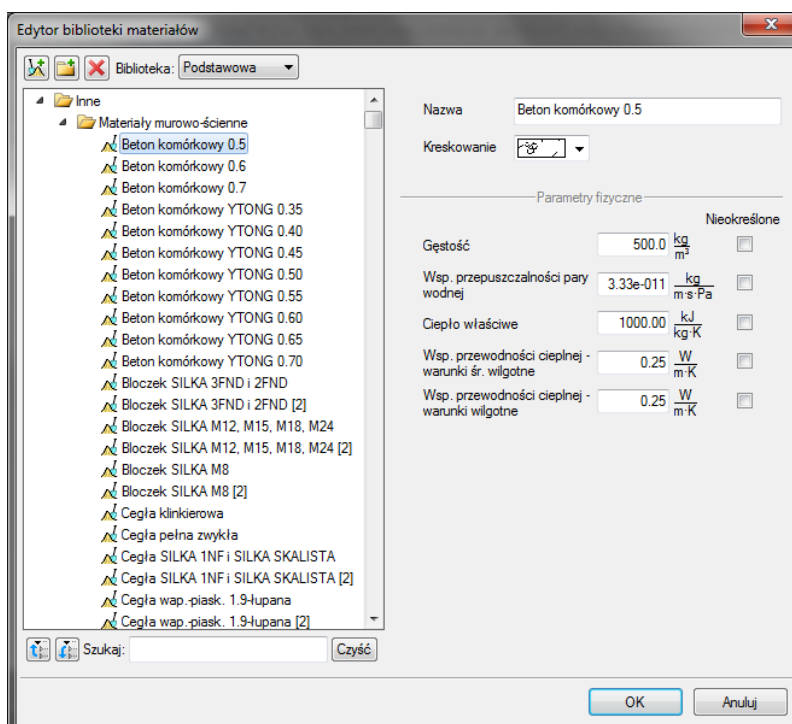 Edytor biblioteki materiałów
Biblioteka: Podstawowa
Inne
Materiały murowo-ścienne
Beton komórkowy 0.5
Beton komórkowy 0.6
Beton komórkowy 0.7
Beton komórkowy YTONG 0.35
Beton komórkowy YTONG 0.40
Beton komórkowy YTONG 0.45
Beton komórkowy YTONG 0.50
Beton komórkowy YTONG 0.55
Beton komórkowy YTONG 0.60
Beton komórkowy YTONG 0.65
Beton komórkowy YTONG 0.70
Bloczek SILKA 3FND i 2FND
Bloczek SILKA 3FND i 2FND [2]
Bloczek SILKA M12, M15, M18, M24
Bloczek SILKA M12, M15, M18, M24 [2]
Bloczek SILKA M8
Bloczek SILKA M8 [2]
Cegła klinkierowa
Cegła pełna zwykła
Cegła SILKA 1NF i SILKA SKALISTA
Cegła SILKA 1NF i SILKA SKALISTA [2]
Cegła wap.-piask. 1.9-łupana
Cegła wap.-piask. 1.9-łupana [2]
Szukaj: Czyść
Nazwa Beton komórkowy 0.5
Kreskowanie
Parametry fizyczne
Nieokreślone
Gęstość 500.0 kg/m³
Wsp. przepuszczalności pary
wodnej 3.33e-011 kg/m·s·Pa
Ciepło właściwe 1000.00 kJ/kg·K
Wsp. przewodności cieplnej -
warunki śr. wilgotne 0.25 W/m·K
Wsp. przewodności cieplnej -
warunki wilgotne 0.25 W/m·K
OK Anuluj